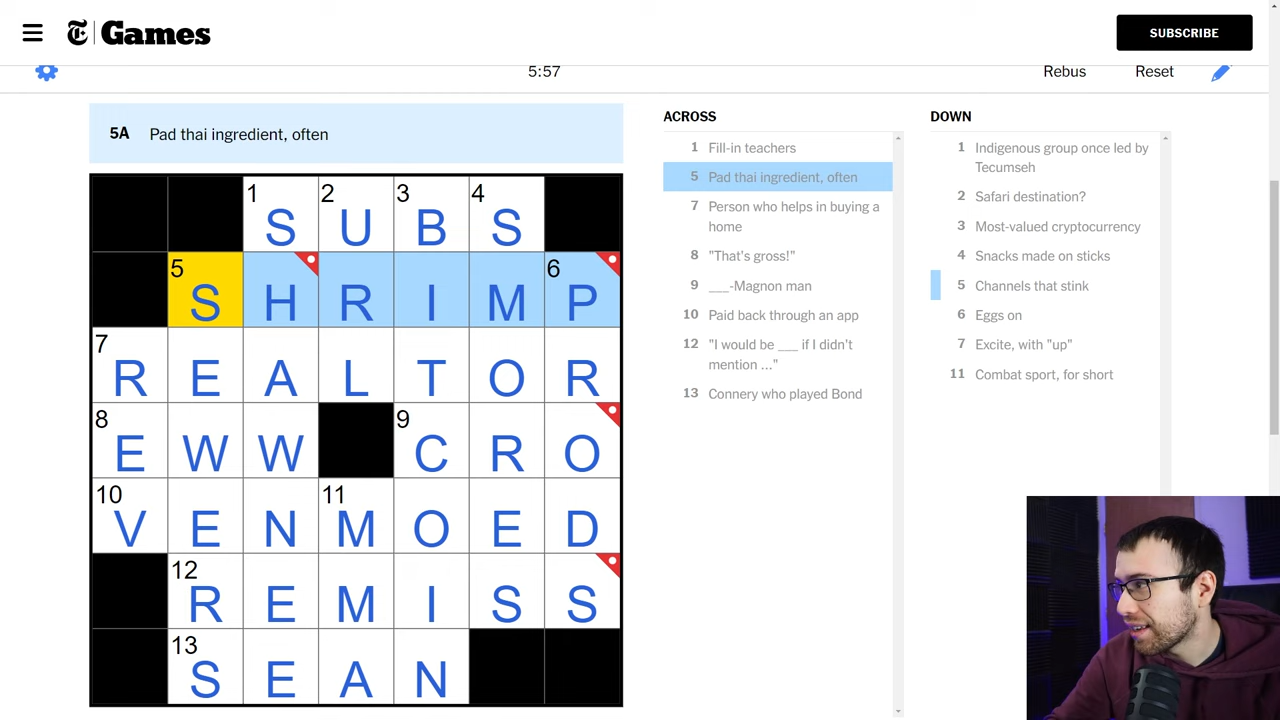 Games
SUBSCRIBE
5:57
Rebus
Reset
5A Pad thai ingredient, often
1 S 2 U 3 B 4 S
5 S H R I M 6 P
7 R E A L T O R
8 E W W 9 C R O
10 V E N 11 M O E D
12 R E M I S S
13 S E A N
ACROSS
1 Fill-in teachers
5 Pad thai ingredient, often
7 Person who helps in buying a
home
8 "That's gross!"
9 ___-Magnon man
10 Paid back through an app
12 "I would be ___ if I didn't
mention ..."
13 Connery who played Bond
DOWN
1 Indigenous group once led by
Tecumseh
2 Safari destination?
3 Most-valued cryptocurrency
4 Snacks made on sticks
5 Channels that stink
6 Eggs on
7 Excite, with "up"
11 Combat sport, for short